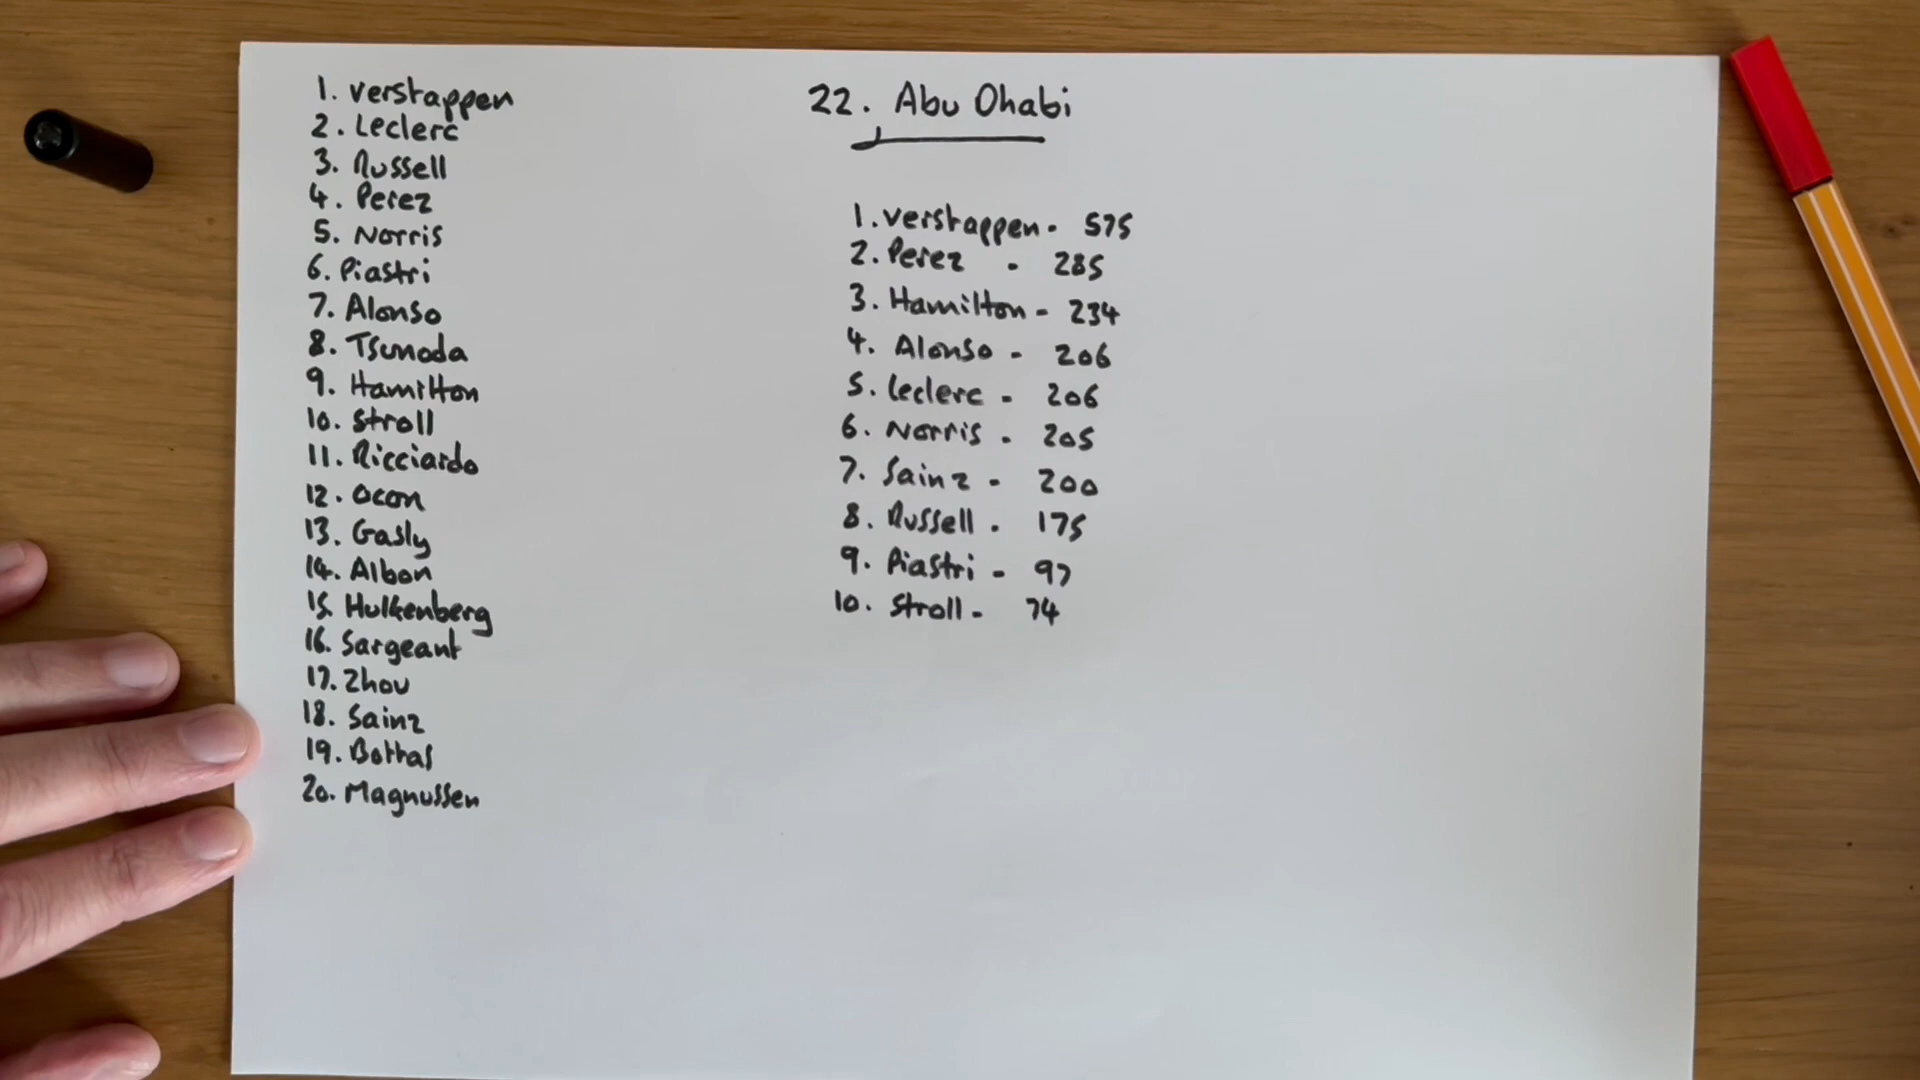 1. Verstappen
2. Leclerc
3. Russell
4. Perez
5. Norris
6. Piastri
7. Alonso
8. Tsunoda
9. Hamilton
10. Stroll
11. Ricciardo
12. Ocon
13. Gasly
14. Albon
15. Hulkenberg
16. Sargeant
17. Zhou
18. Sainz
19. Bottas
20. Magnussen
22. Abu Dhabi
1. Verstappen - 575
2. Perez - 285
3. Hamilton - 234
4. Alonso - 206
5. Leclerc - 206
6. Norris - 205
7. Sainz - 200
8. Russell - 175
9. Piastri - 97
10. Stroll - 74